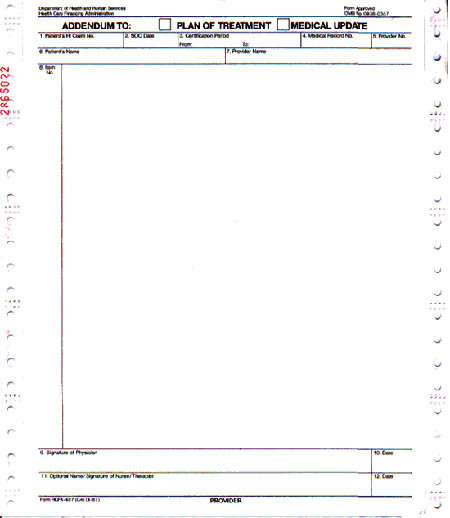 Department of Health and Human Services
Health Care Financing Administration
Form Approved
OMB No. 0938-0357
ADDENDUM TO: PLAN OF TREATMENT MEDICAL UPDATE
1. Patient's HI Claim No. 2. SOC Date 3. Certification Period 4. Medical Record No. 5. Provider No.
From: To:
6. Patient's Name 7. Provider Name
8. Item
No.
2865022
9. Signature of Physician 10. Date
11. Optional Name/Signature of Nurse/Therapist 12. Date
Form HCFA-487 (C4) (4-87) PROVIDER